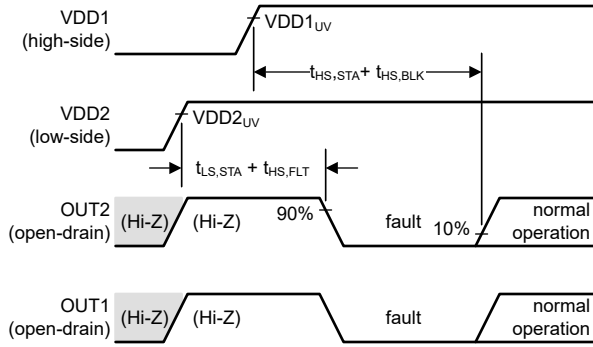 VDD1
(high-side)
VDD1UV
tHS,STA+ tHS,BLK
VDD2
(low-side)
VDD2UV
tLS,STA + tHS,FLT
OUT2
(open-drain)
(Hi-Z)
(Hi-Z)
90%
fault
10%
normal
operation
OUT1
(open-drain)
(Hi-Z)
(Hi-Z)
fault
normal
operation